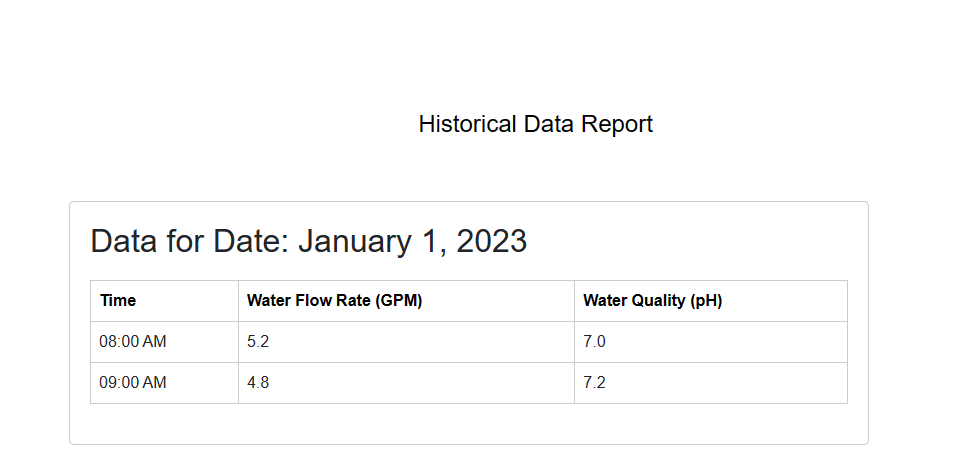 Historical Data Report
Data for Date: January 1, 2023
Time Water Flow Rate (GPM) Water Quality (pH)
08:00 AM 5.2 7.0
09:00 AM 4.8 7.2